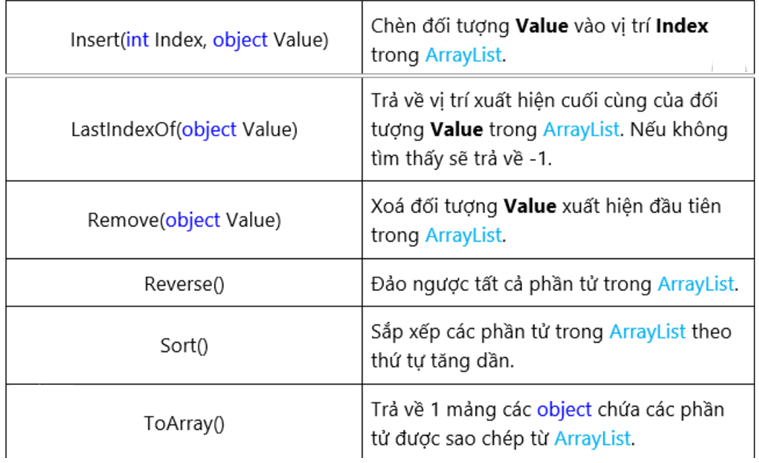 Insert(int Index, object Value)
Chèn đối tượng Value vào vị trí Index
trong ArrayList.
LastIndexOf(object Value)
Trả về vị trí xuất hiện cuối cùng của đối
tượng Value trong ArrayList. Nếu không
tìm thấy sẽ trả về -1.
Remove(object Value)
Xoá đối tượng Value xuất hiện đầu tiên
trong ArrayList.
Reverse()
Đảo ngược tất cả phần tử trong ArrayList.
Sort()
Sắp xếp các phần tử trong ArrayList theo
thứ tự tăng dần.
ToArray()
Trả về 1 mảng các object chứa các phần
tử được sao chép từ ArrayList.